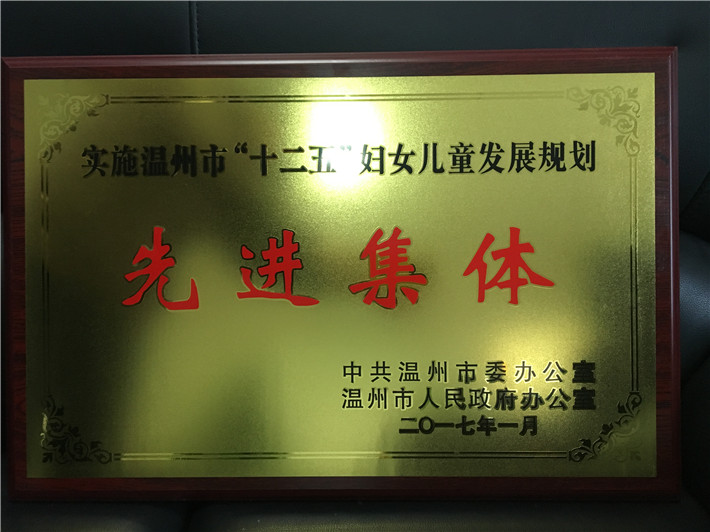 实施温州市“十二五”妇女儿童发展规划
先进集体
中共温州市委办公室
温州市人民政府办公室
二〇一七年一月